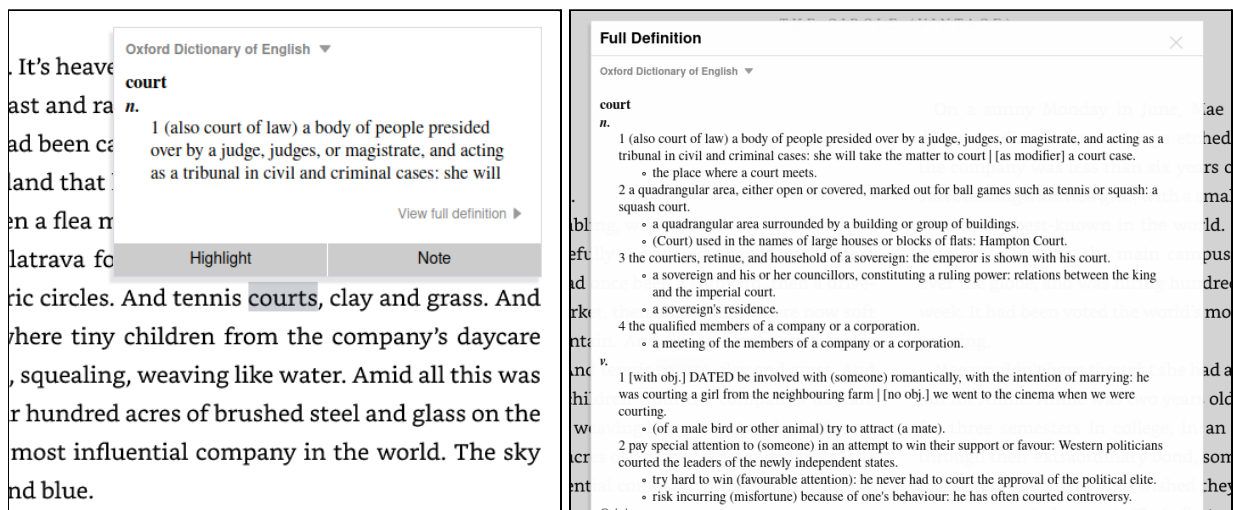 . It's heave
ast and ra
ad been ca
land that
en a flea m
latrava fo
Oxford Dictionary of English
court
n.
1 (also court of law) a body of people presided
over by a judge, judges, or magistrate, and acting
as a tribunal in civil and criminal cases: she will
View full definition
Highlight Note
ric circles. And tennis courts, clay and grass. And
where tiny children from the company's daycare
, squealing, weaving like water. Amid all this was
r hundred acres of brushed steel and glass on the
most influential company in the world. The sky
nd blue.
Full Definition
Oxford Dictionary of English
court
n.
1 (also court of law) a body of people presided over by a judge, judges, or magistrate, and acting as a
tribunal in civil and criminal cases: she will take the matter to court | [as modifier] a court case.
◦ the place where a court meets.
2 a quadrangular area, either open or covered, marked out for ball games such as tennis or squash: a
squash court.
◦ a quadrangular area surrounded by a building or group of buildings.
◦ (Court) used in the names of large houses or blocks of flats: Hampton Court.
3 the courtiers, retinue, and household of a sovereign: the emperor is shown with his court.
◦ a sovereign and his or her councillors, constituting a ruling power: relations between the king
and the imperial court.
◦ a sovereign's residence.
4 the qualified members of a company or a corporation.
◦ a meeting of the members of a company or a corporation.
v.
1 [with obj.] DATED be involved with (someone) romantically, with the intention of marrying: he
was courting a girl from the neighbouring farm | [no obj.] we went to the cinema when we were
courting.
◦ (of a male bird or other animal) try to attract (a mate).
2 pay special attention to (someone) in an attempt to win their support or favour: Western politicians
courted the leaders of the newly independent states.
◦ try hard to win (favourable attention): he never had to court the approval of the political elite.
◦ risk incurring (misfortune) because of one's behaviour: he has often courted controversy.